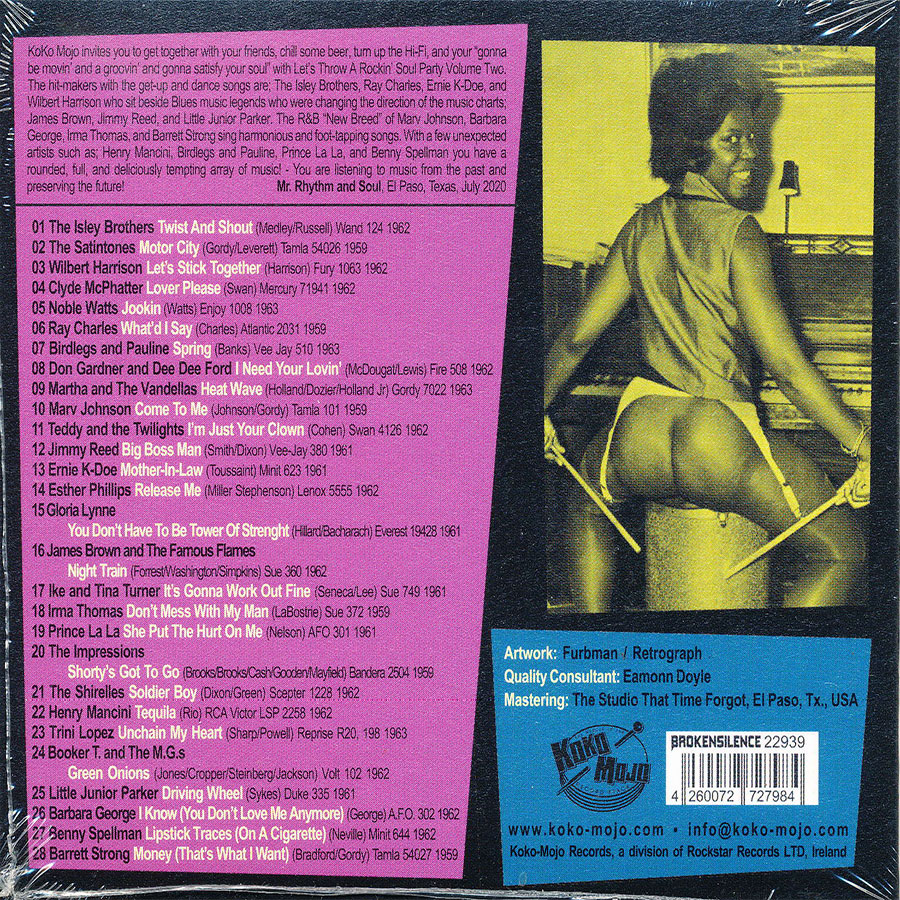 KoKo Mojo invites you to get together with your friends, chill some beer, turn up the Hi-Fi, and your “gonna
be movin’ and a groovin’ and gonna satisfy your soul” with Let’s Throw A Rockin’ Soul Party Volume Two.
The hit-makers with the get-up and dance songs are; The Isley Brothers, Ray Charles, Ernie K-Doe, and
Wilbert Harrison who sit beside Blues music legends who were changing the direction of the music charts;
James Brown, Jimmy Reed, and Little Junior Parker. The R&B “New Breed” of Marv Johnson, Barbara
George, Irma Thomas, and Barrett Strong sing harmonious and foot-tapping songs. With a few unexpected
artists such as; Henry Mancini, Birdlegs and Pauline, Prince La La, and Benny Spellman you have a
rounded, full, and deliciously tempting array of music! - You are listening to music from the past and
preserving the future! Mr. Rhythm and Soul, El Paso, Texas, July 2020
01 The Isley Brothers Twist And Shout (Medley/Russell) Wand 124 1962
02 The Satintones Motor City (Gordy/Leverett) Tamla 54026 1959
03 Wilbert Harrison Let’s Stick Together (Harrison) Fury 1063 1962
04 Clyde McPhatter Lover Please (Swan) Mercury 71941 1962
05 Noble Watts Jookin (Watts) Enjoy 1008 1963
06 Ray Charles What’d I Say (Charles) Atlantic 2031 1959
07 Birdlegs and Pauline Spring (Banks) Vee Jay 510 1963
08 Don Gardner and Dee Dee Ford I Need Your Lovin’ (McDougat/Lewis) Fire 508 1962
09 Martha and The Vandellas Heat Wave (Holland/Dozier/Holland Jr) Gordy 7022 1963
10 Marv Johnson Come To Me (Johnson/Gordy) Tamla 101 1959
11 Teddy and the Twilights I’m Just Your Clown (Cohen) Swan 4126 1962
12 Jimmy Reed Big Boss Man (Smith/Dixon) Vee-Jay 380 1961
13 Ernie K-Doe Mother-In-Law (Toussaint) Minit 623 1961
14 Esther Phillips Release Me (Miller Stephenson) Lenox 5555 1962
15 Gloria Lynne
You Don’t Have To Be Tower Of Strenght (Hillard/Bacharach) Everest 19428 1961
16 James Brown and The Famous Flames
Night Train (Forrest/Washington/Simpkins) Sue 360 1962
17 Ike and Tina Turner It’s Gonna Work Out Fine (Seneca/Lee) Sue 749 1961
18 Irma Thomas Don’t Mess With My Man (LaBostrie) Sue 372 1959
19 Prince La La She Put The Hurt On Me (Nelson) AFO 301 1961
20 The Impressions
Shorty’s Got To Go (Brooks/Brooks/Cash/Gooden/Mayfield) Bandera 2504 1959
21 The Shirelles Soldier Boy (Dixon/Green) Scepter 1228 1962
22 Henry Mancini Tequila (Rio) RCA Victor LSP 2258 1962
23 Trini Lopez Unchain My Heart (Sharp/Powell) Reprise R20, 198 1963
24 Booker T. and The M.G.s
Green Onions (Jones/Cropper/Steinberg/Jackson) Volt 102 1962
25 Little Junior Parker Driving Wheel (Sykes) Duke 335 1961
26 Barbara George I Know (You Don’t Love Me Anymore) (George) A.F.O. 302 1962
27 Benny Spellman Lipstick Traces (On A Cigarette) (Neville) Minit 644 1962
28 Barrett Strong Money (That’s What I Want) (Bradford/Gordy) Tamla 54027 1959
Artwork: Furbman / Retrograph
Quality Consultant: Eamonn Doyle
Mastering: The Studio That Time Forgot, El Paso, Tx., USA
KoKo Mojo
BROKENSILENCE 22939
4 260072 727984
www.koko-mojo.com • info@koko-mojo.com
Koko-Mojo Records, a division of Rockstar Records LTD, Ireland